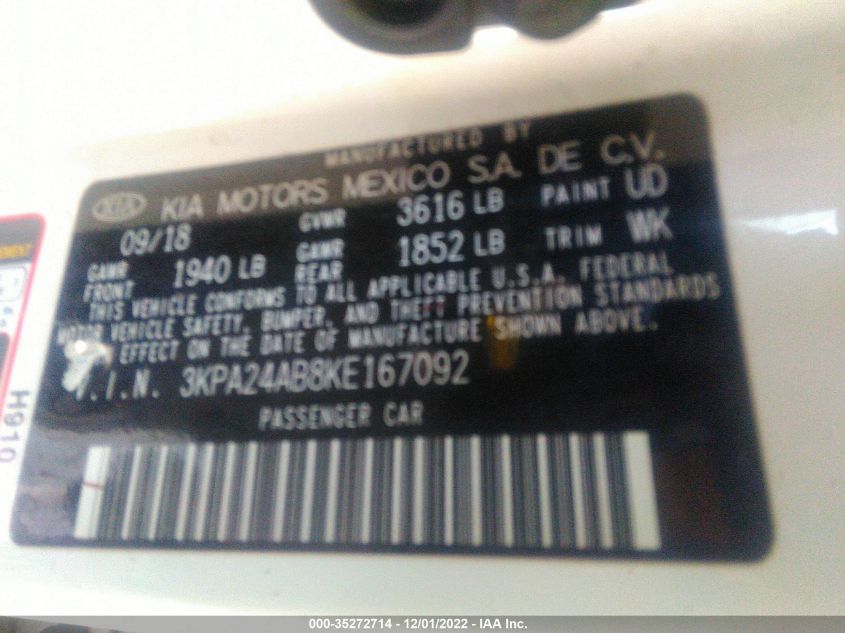 MANUFACTURED BY
KIA KIA MOTORS MEXICO S.A. DE C.V.
09/18 GVWR 3616 LB PAINT UD
GAWR FRONT 1940 LB GAWR REAR 1852 LB TRIM WK
THIS VEHICLE CONFORMS TO ALL APPLICABLE U.S.A. FEDERAL
MOTOR VEHICLE SAFETY, BUMPER, AND THEFT PREVENTION STANDARDS
EFFECT ON THE DATE OF MANUFACTURE SHOWN ABOVE.
V.I.N. 3KPA24AB8KE167092
PASSENGER CAR
H910
000-35272714 - 12/01/2022 - IAA Inc.